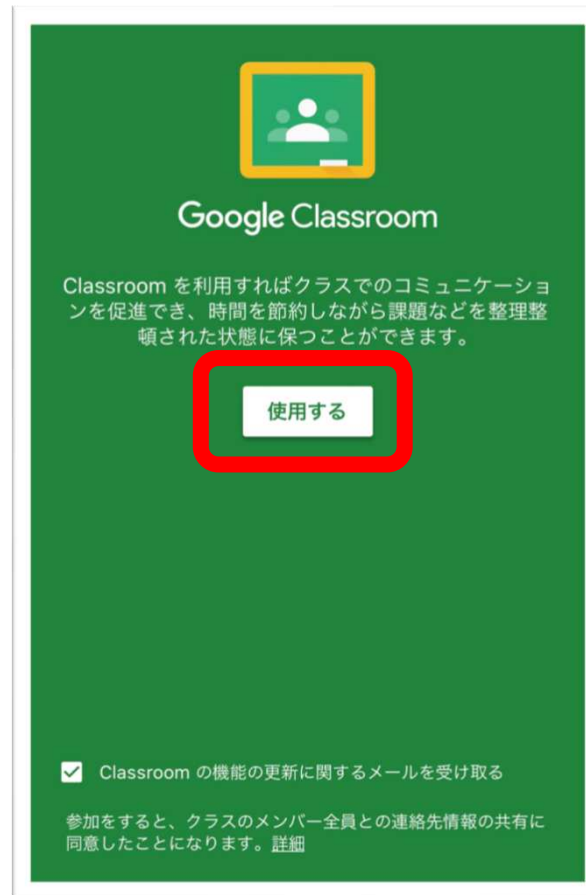 Google Classroom
Classroom を利用すればクラスでのコミュニケーショ
ンを促進でき、時間を節約しながら課題などを整理整
頓された状態に保つことができます。
使用する
Classroom の機能の更新に関するメールを受け取る
参加をすると、クラスのメンバー全員との連絡先情報の共有に
同意したことになります。詳細